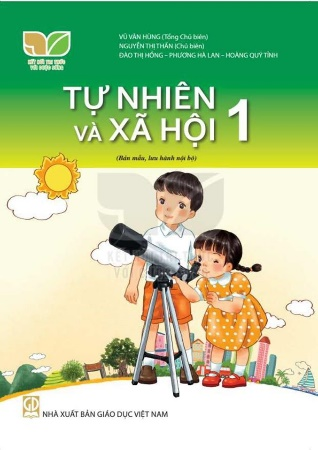 VŨ VĂN HÙNG (Tổng Chủ biên)
NGUYỄN THỊ THẤN (Chủ biên)
ĐÀO THỊ HỒNG – PHƯƠNG HÀ LAN – HOÀNG QUÝ TỈNH
KẾT NỐI TRI THỨC
VỚI CUỘC SỐNG
TỰ NHIÊN
VÀ XÃ HỘI 1
(Bản mẫu, lưu hành nội bộ)
NHÀ XUẤT BẢN GIÁO DỤC VIỆT NAM